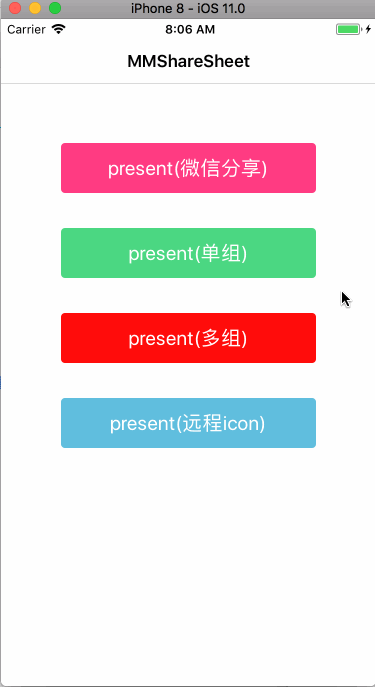 iPhone 8 - iOS 11.0
Carrier 8:06 AM
MMShareSheet
present(微信分享)
present(单组)
present(多组)
present(远程icon)